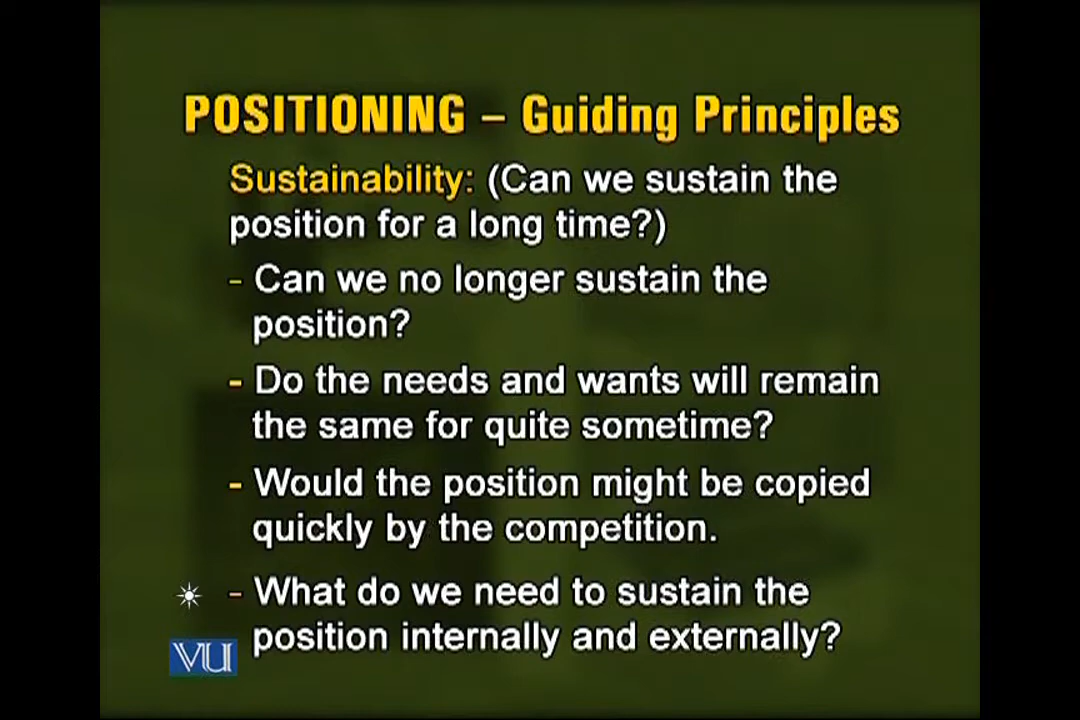 POSITIONING – Guiding Principles
Sustainability: (Can we sustain the
position for a long time?)
- Can we no longer sustain the
position?
- Do the needs and wants will remain
the same for quite sometime?
- Would the position might be copied
quickly by the competition.
- What do we need to sustain the
position internally and externally?
VU